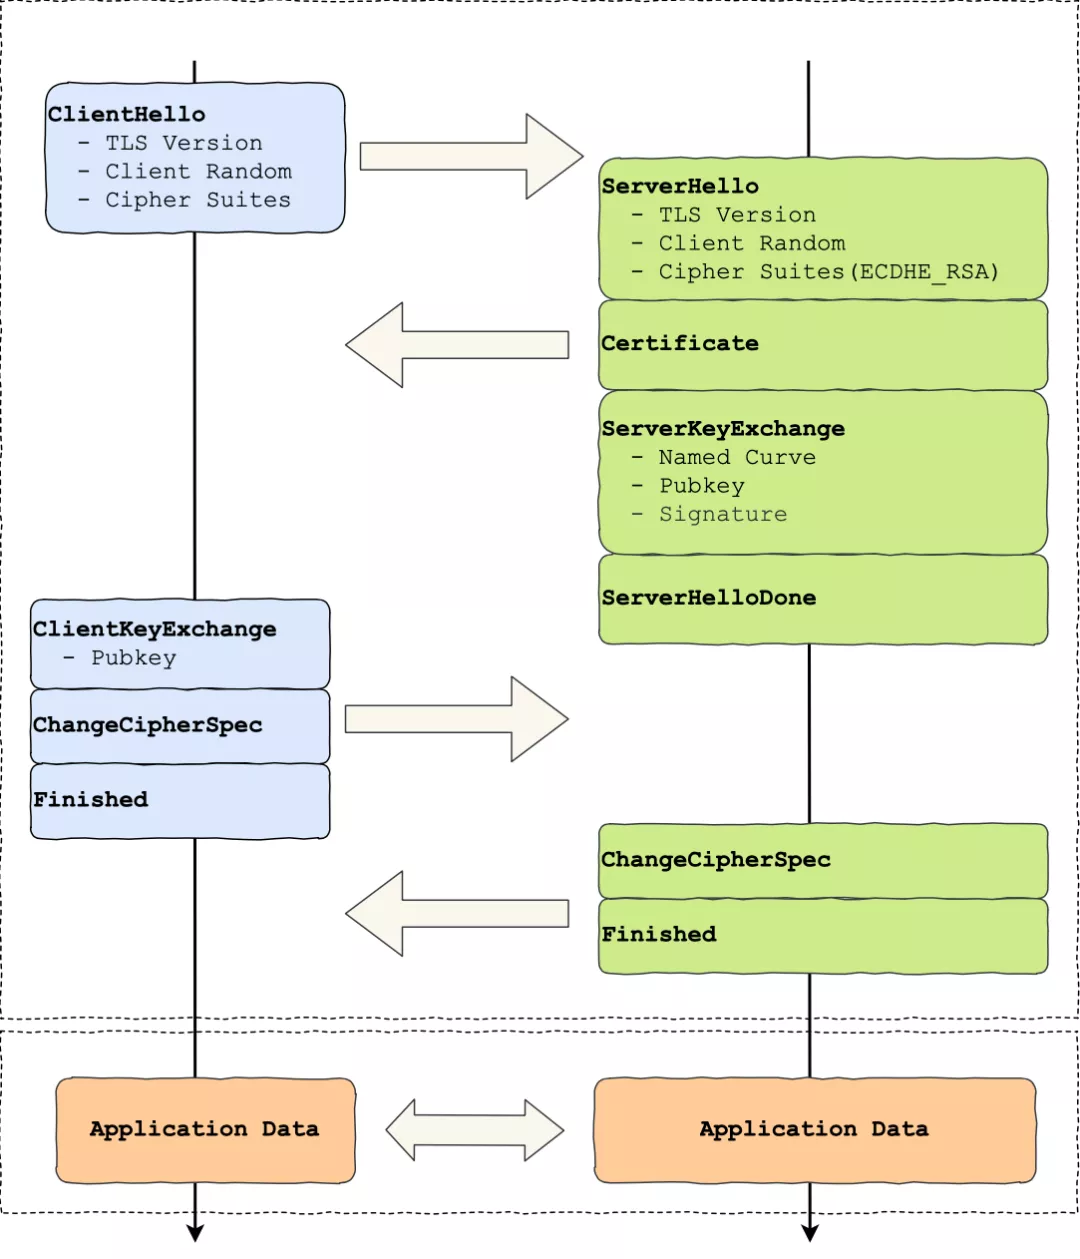 ClientHello
- TLS Version
- Client Random
- Cipher Suites
ServerHello
- TLS Version
- Client Random
- Cipher Suites(ECDHE_RSA)
Certificate
ServerKeyExchange
- Named Curve
- Pubkey
- Signature
ServerHelloDone
ClientKeyExchange
- Pubkey
ChangeCipherSpec
Finished
ChangeCipherSpec
Finished
Application Data
Application Data